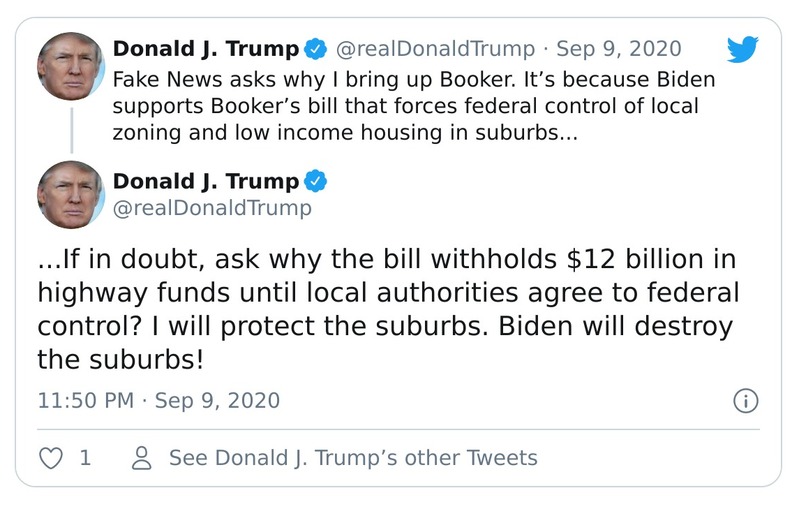 Donald J. Trump @realDonaldTrump · Sep 9, 2020
Fake News asks why I bring up Booker. It’s because Biden
supports Booker’s bill that forces federal control of local
zoning and low income housing in suburbs...
Donald J. Trump
@realDonaldTrump
...If in doubt, ask why the bill withholds $12 billion in
highway funds until local authorities agree to federal
control? I will protect the suburbs. Biden will destroy
the suburbs!
11:50 PM · Sep 9, 2020
1 See Donald J. Trump’s other Tweets